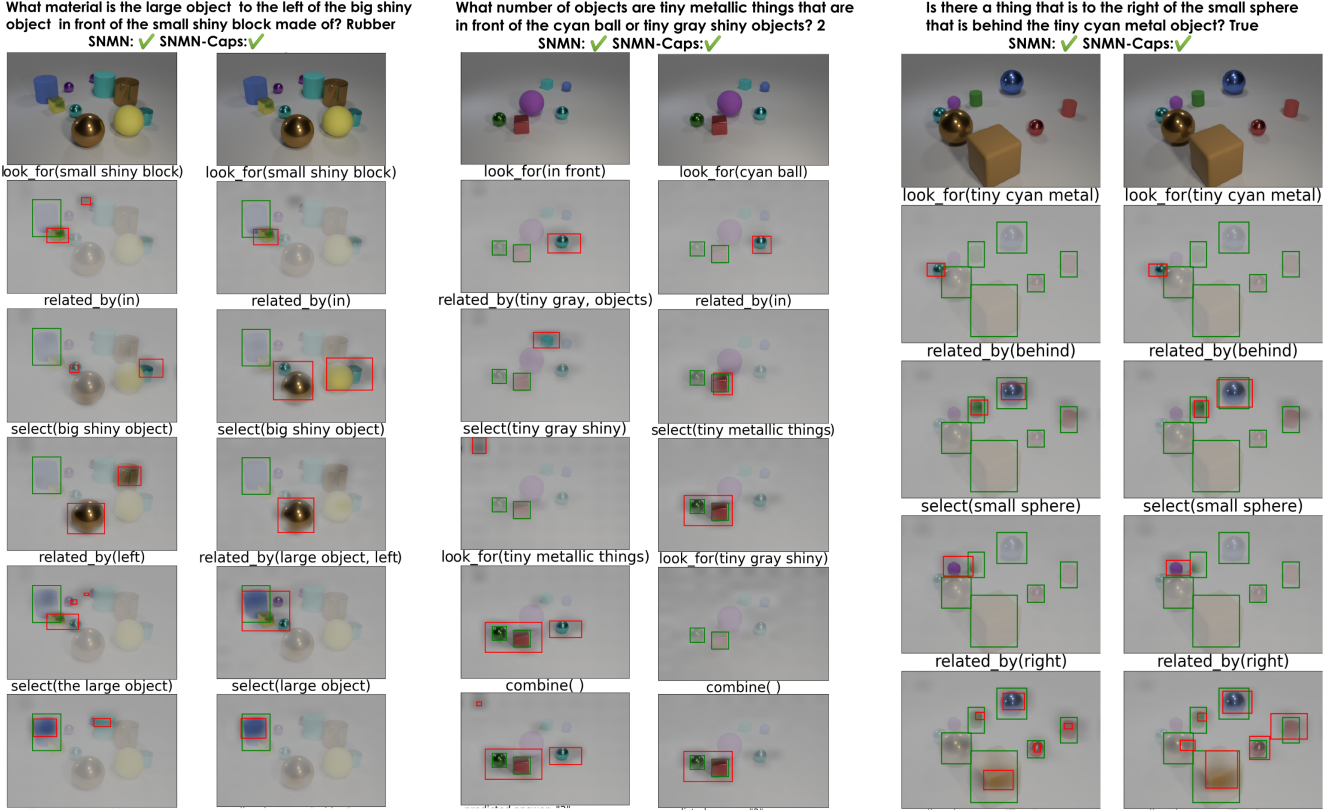 What material is the large object to the left of the big shiny
object in front of the small shiny block made of? Rubber
SNMN: ✓ SNMN-Caps:✓
look_for(small shiny block)
look_for(small shiny block)
related_by(in)
related_by(in)
select(big shiny object)
select(big shiny object)
related_by(left)
related_by(large object, left)
select(the large object)
select(large object)
What number of objects are tiny metallic things that are
in front of the cyan ball or tiny gray shiny objects? 2
SNMN: ✓ SNMN-Caps:✓
look_for(in front)
look_for(cyan ball)
related_by(tiny gray, objects)
related_by(in)
select(tiny gray shiny)
select(tiny metallic things)
look_for(tiny metallic things)
look_for(tiny gray shiny)
combine( )
combine( )
Is there a thing that is to the right of the small sphere
that is behind the tiny cyan metal object? True
SNMN: ✓ SNMN-Caps:✓
look_for(tiny cyan metal)
look_for(tiny cyan metal)
related_by(behind)
related_by(behind)
select(small sphere)
select(small sphere)
related_by(right)
related_by(right)